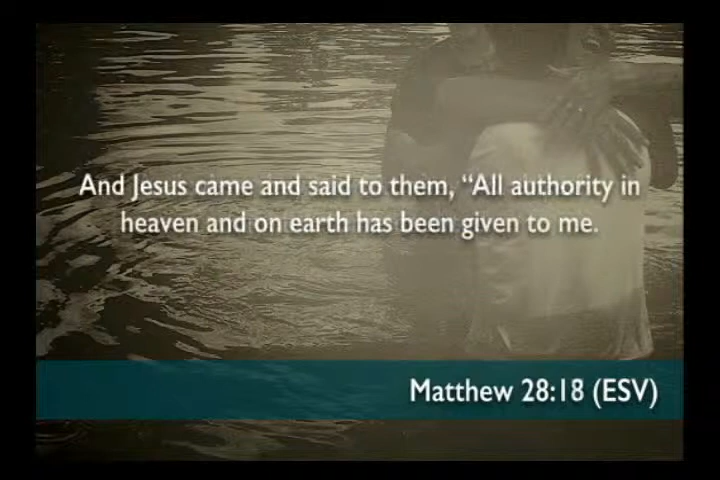 And Jesus came and said to them, “All authority in
heaven and on earth has been given to me.
Matthew 28:18 (ESV)